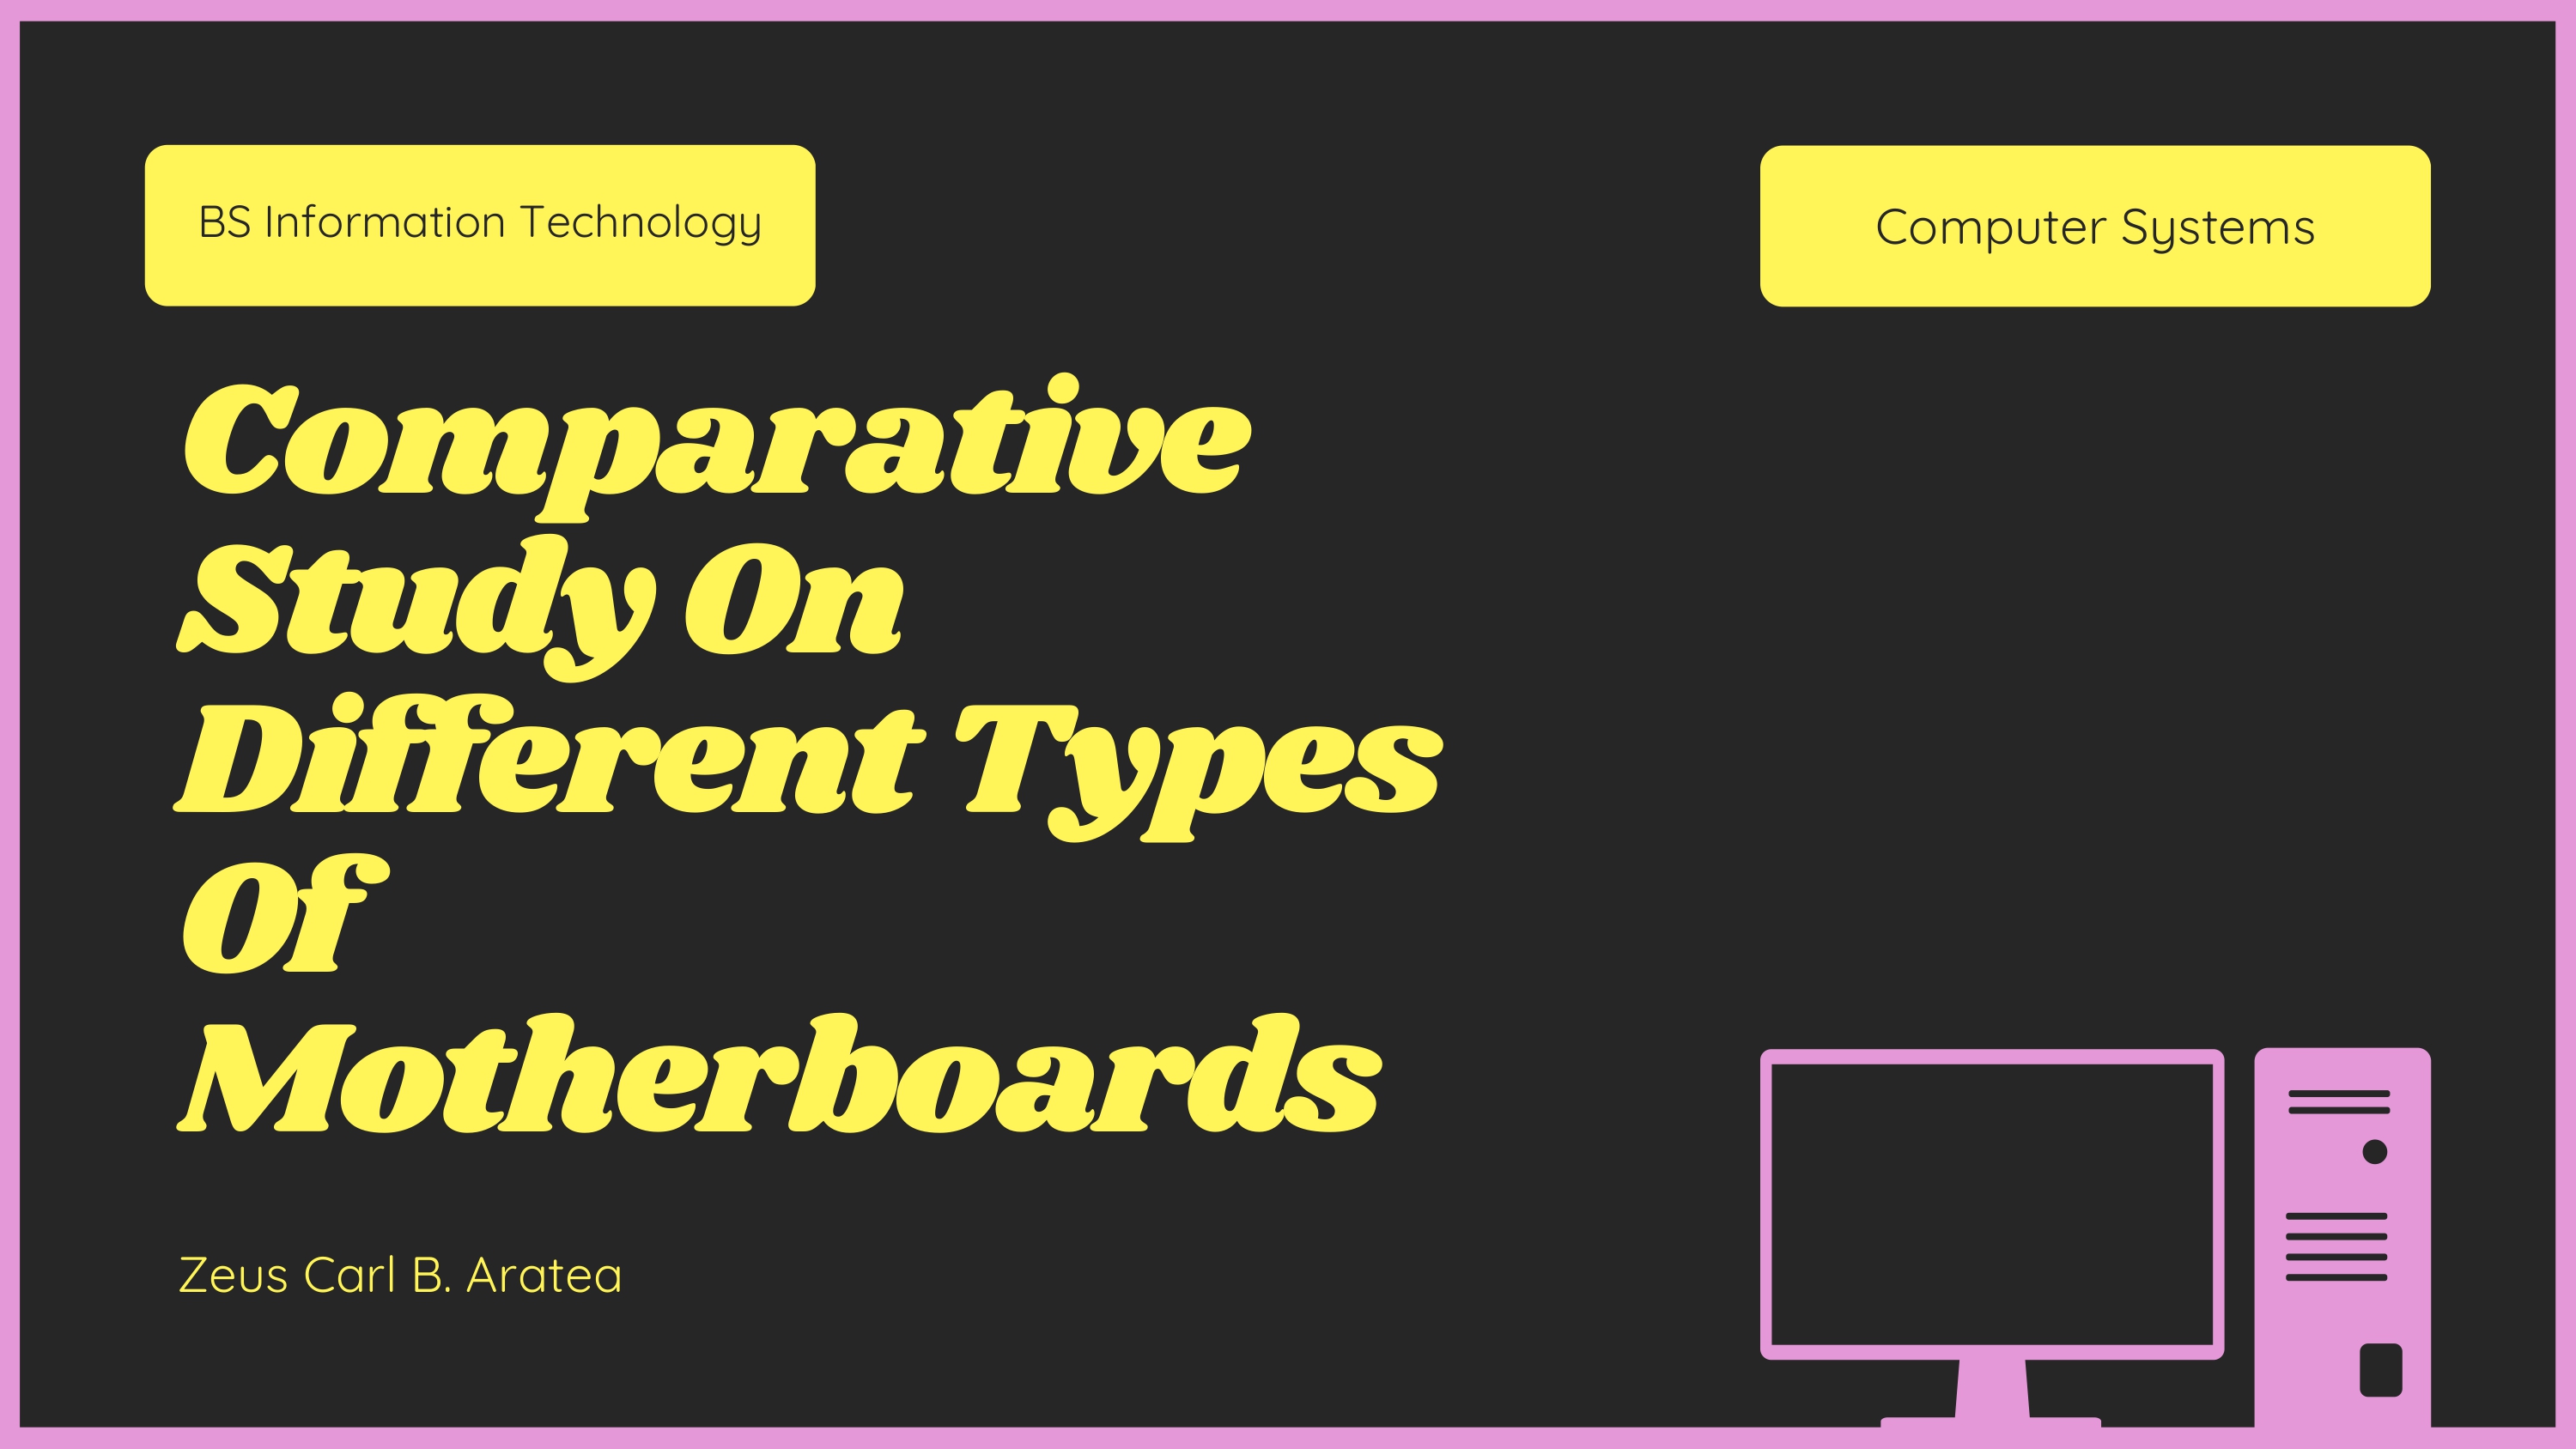 BS Information Technology
Computer Systems
Comparative
Study On
Different Types
Of
Motherboards
Zeus Carl B. Aratea